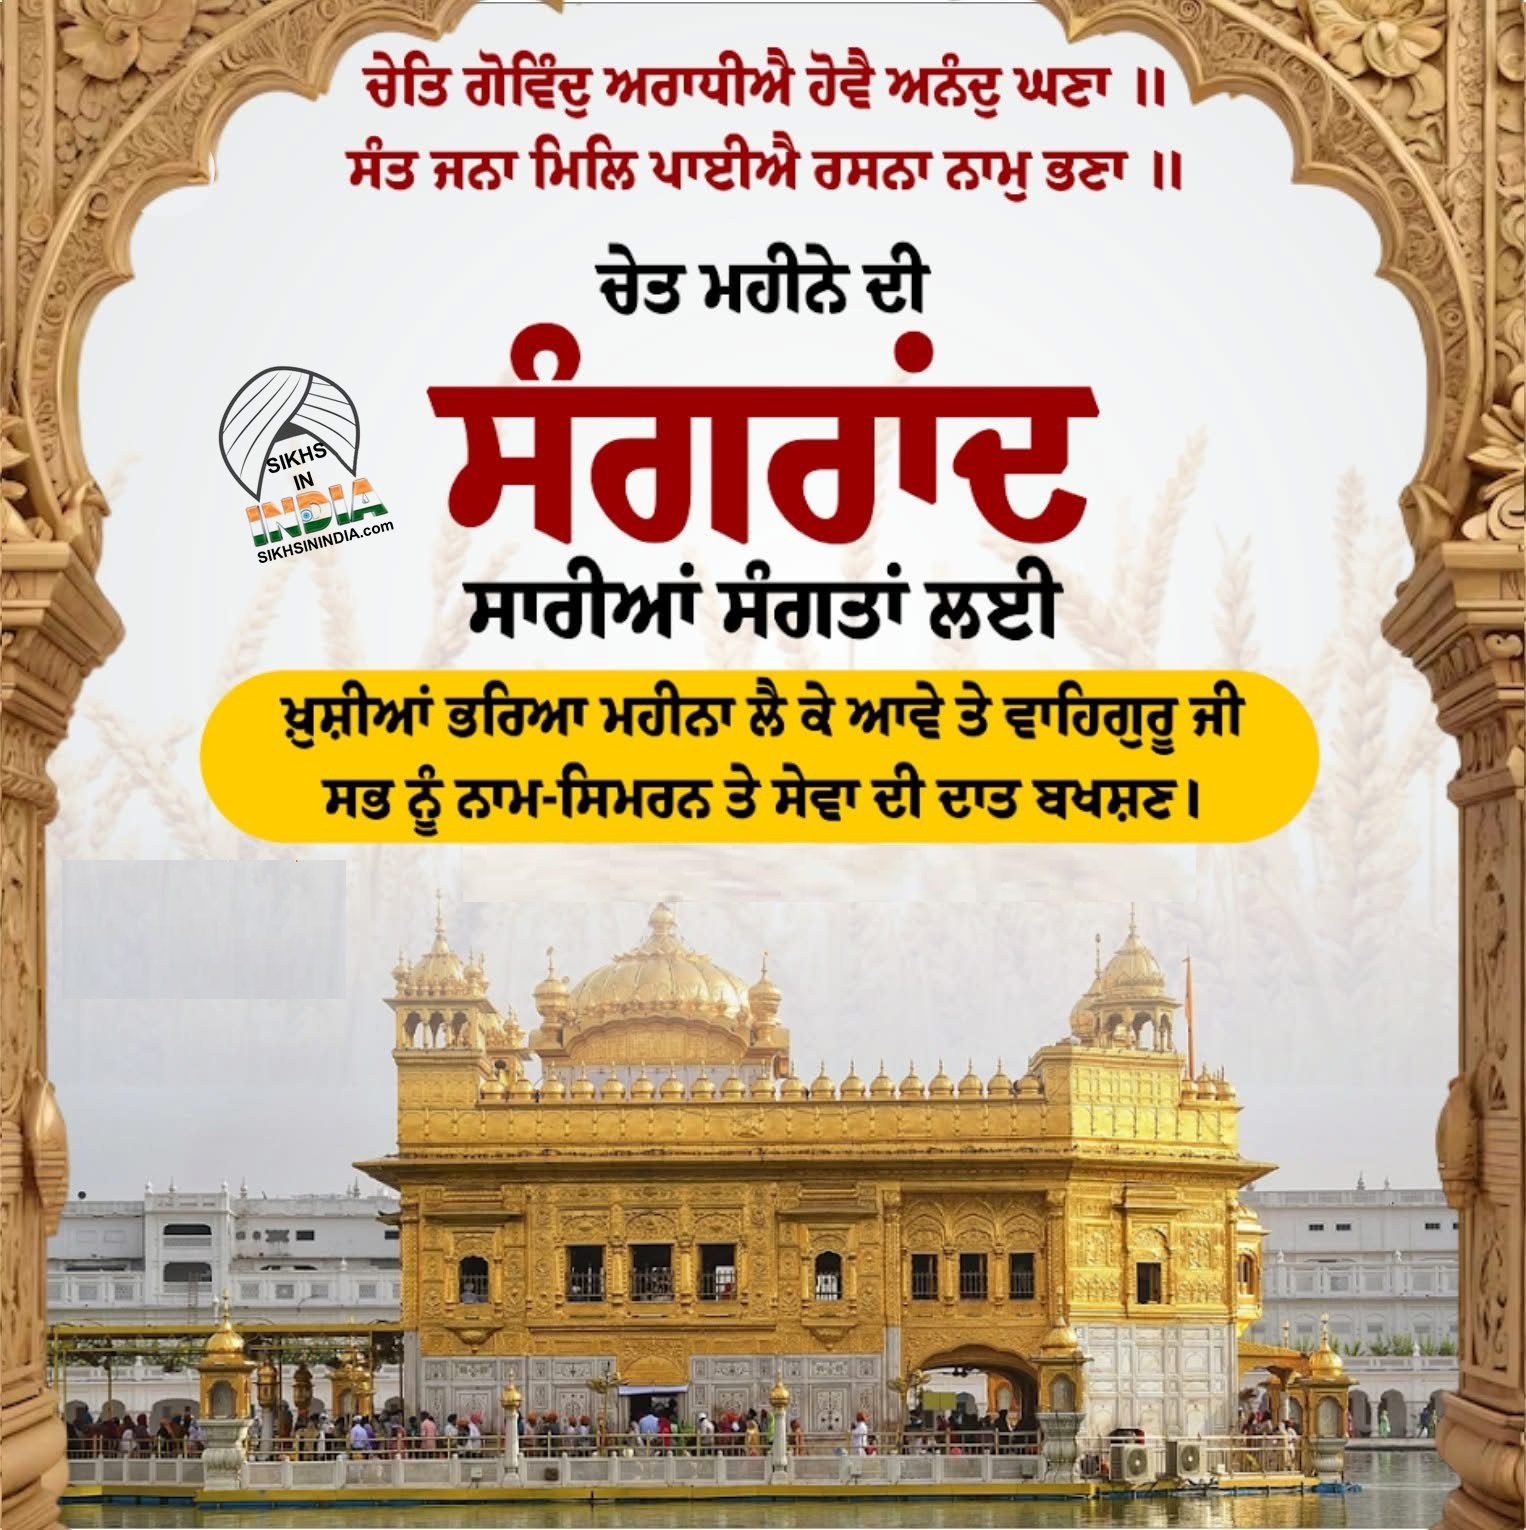 ਚੇਤਿ ਗੋਵਿੰਦੁ ਅਰਾਧੀਐ ਹੋਵੈ ਅਨੰਦੁ ਘਣਾ ॥
ਸੰਤ ਜਨਾ ਮਿਲਿ ਪਾਈਐ ਰਸਨਾ ਨਾਮੁ ਭਣਾ ॥
ਚੇਤ ਮਹੀਨੇ ਦੀ
ਸੰਗਰਾਂਦ
SIKHS
IN
INDIA
SIKHSININDIA.com
ਸਾਰੀਆਂ ਸੰਗਤਾਂ ਲਈ
ਖ਼ੁਸ਼ੀਆਂ ਭਰਿਆ ਮਹੀਨਾ ਲੈ ਕੇ ਆਵੇ ਤੇ ਵਾਹਿਗੁਰੂ ਜੀ
ਸਭ ਨੂੰ ਨਾਮ-ਸਿਮਰਨ ਤੇ ਸੇਵਾ ਦੀ ਦਾਤ ਬਖਸ਼ਣ।